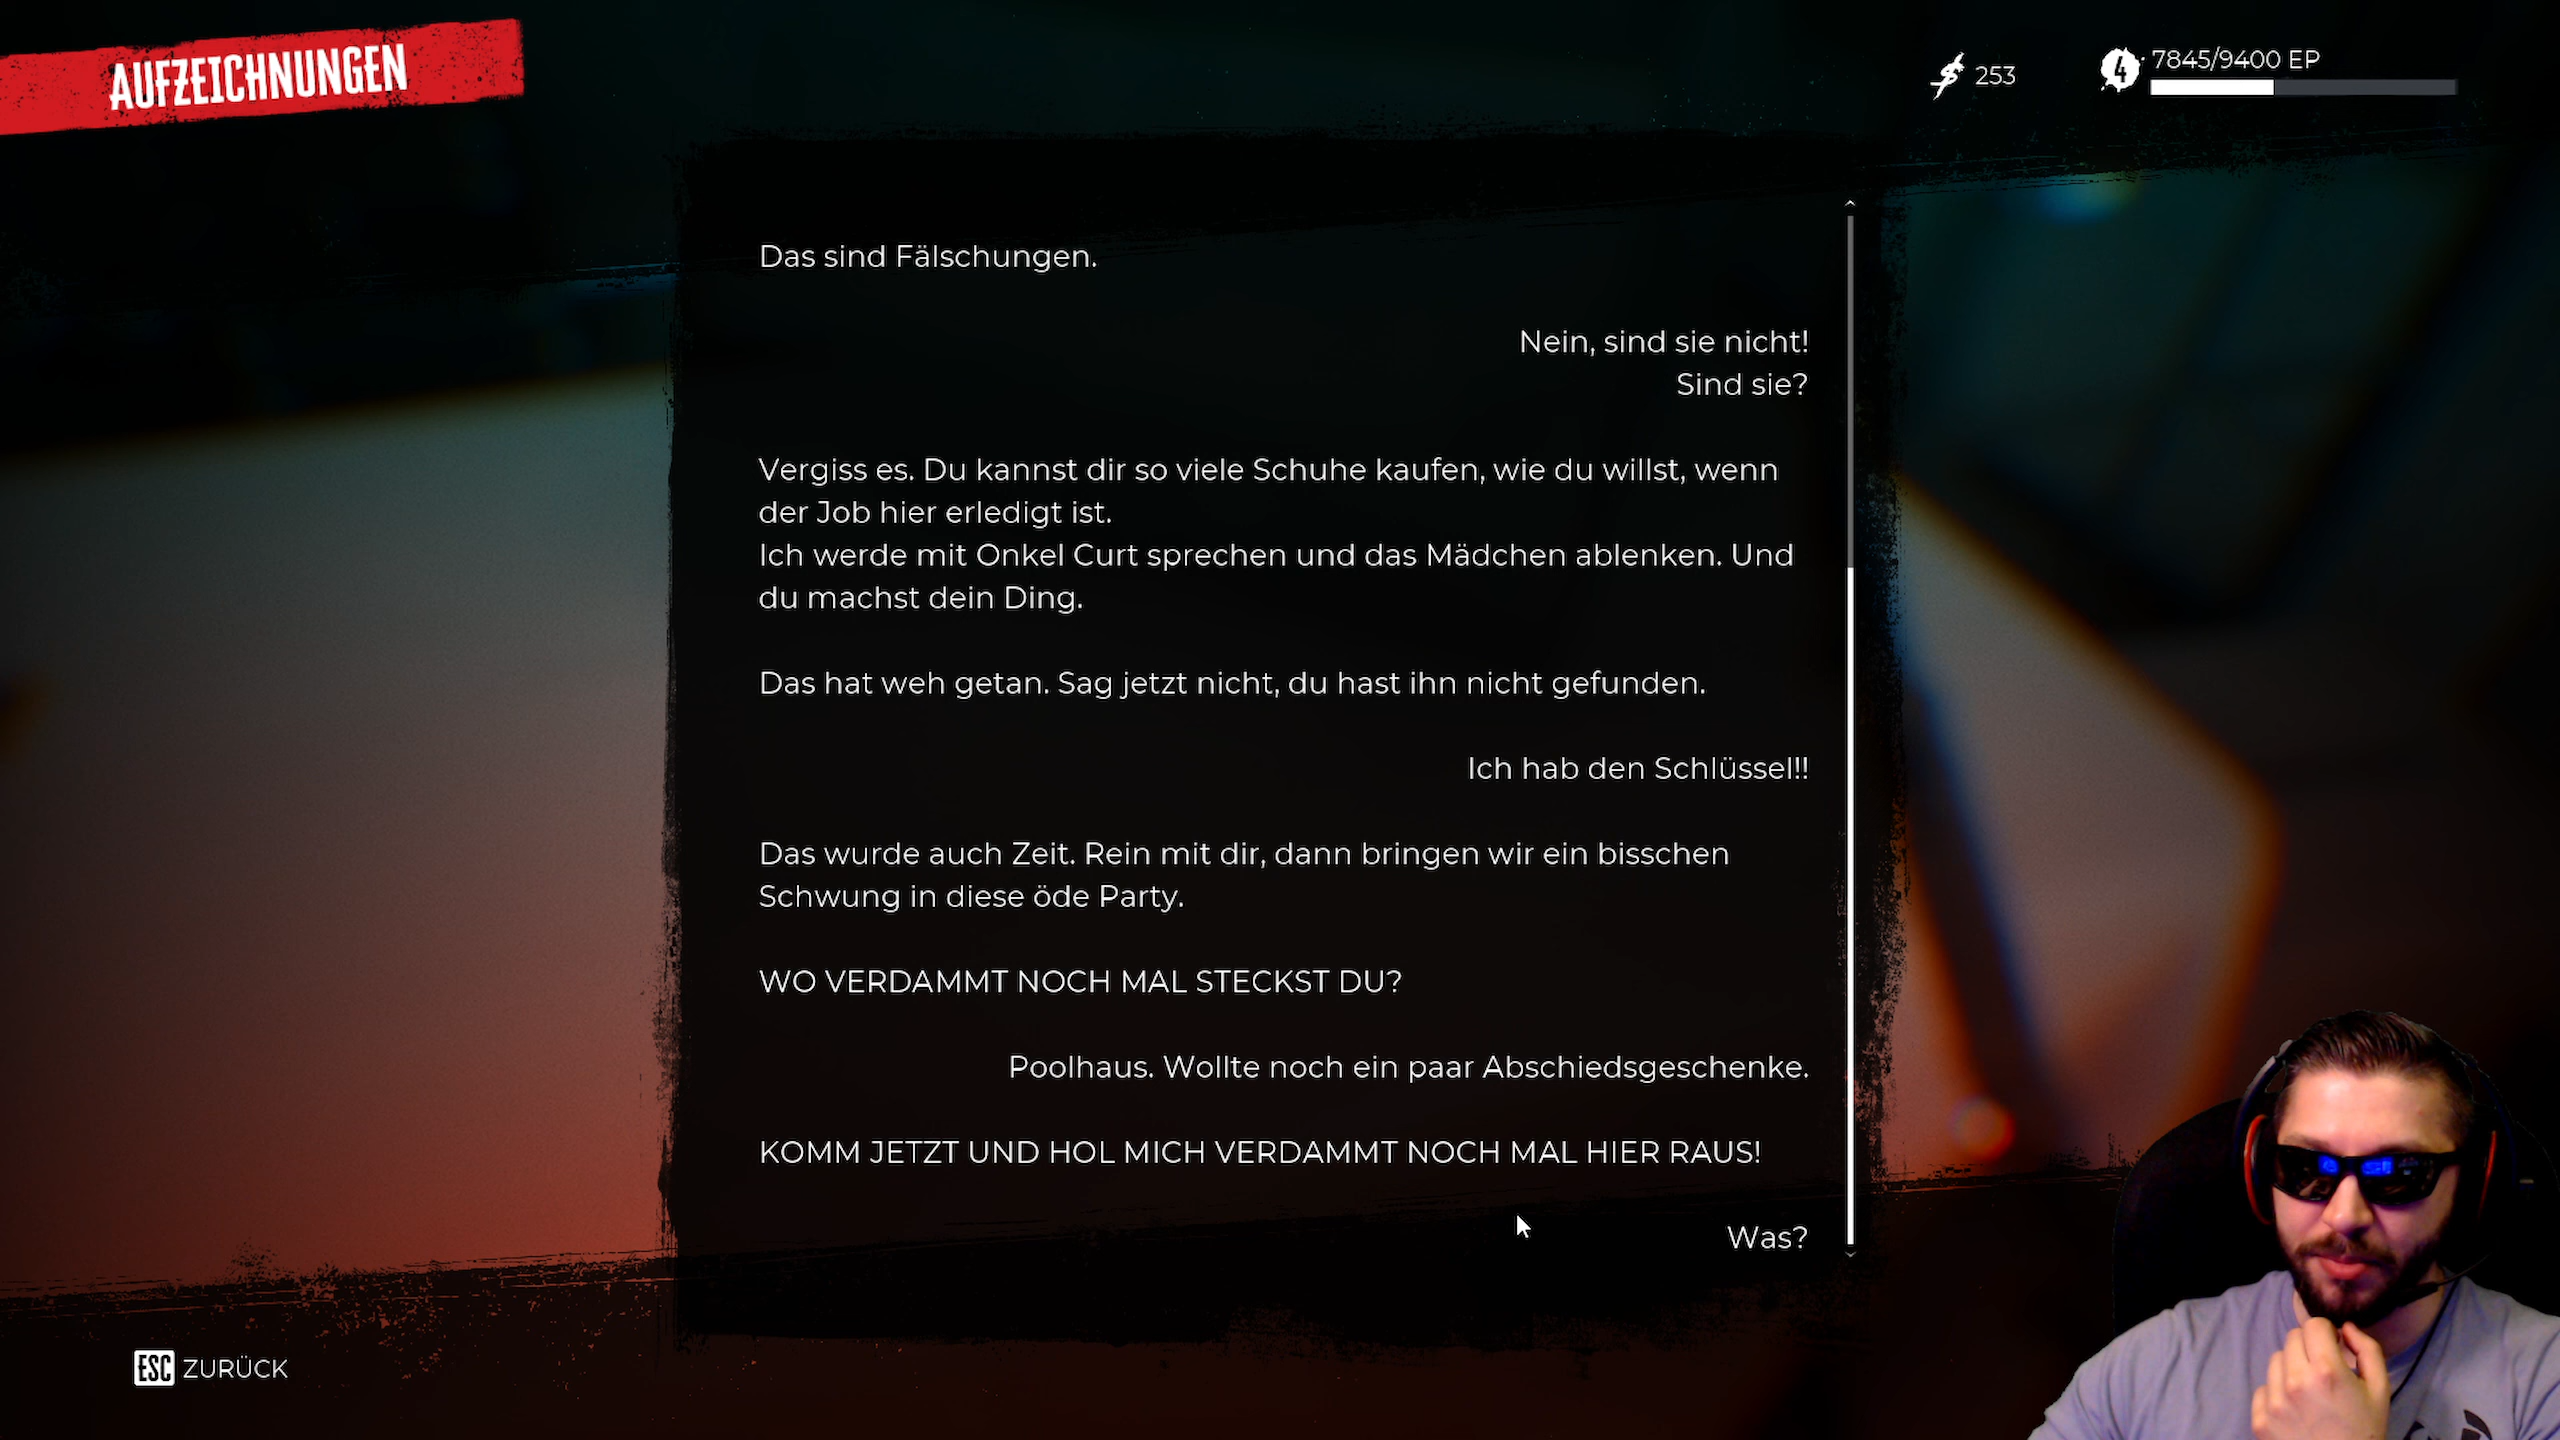 AUFZEICHNUNGEN
253
4
7845/9400 EP
Das sind Fälschungen.
Nein, sind sie nicht!
Sind sie?
Vergiss es. Du kannst dir so viele Schuhe kaufen, wie du willst, wenn
der Job hier erledigt ist.
Ich werde mit Onkel Curt sprechen und das Mädchen ablenken. Und
du machst dein Ding.
Das hat weh getan. Sag jetzt nicht, du hast ihn nicht gefunden.
Ich hab den Schlüssel!!
Das wurde auch Zeit. Rein mit dir, dann bringen wir ein bisschen
Schwung in diese öde Party.
WO VERDAMMT NOCH MAL STECKST DU?
Poolhaus. Wollte noch ein paar Abschiedsgeschenke.
KOMM JETZT UND HOL MICH VERDAMMT NOCH MAL HIER RAUS!
Was?
ESC ZURÜCK